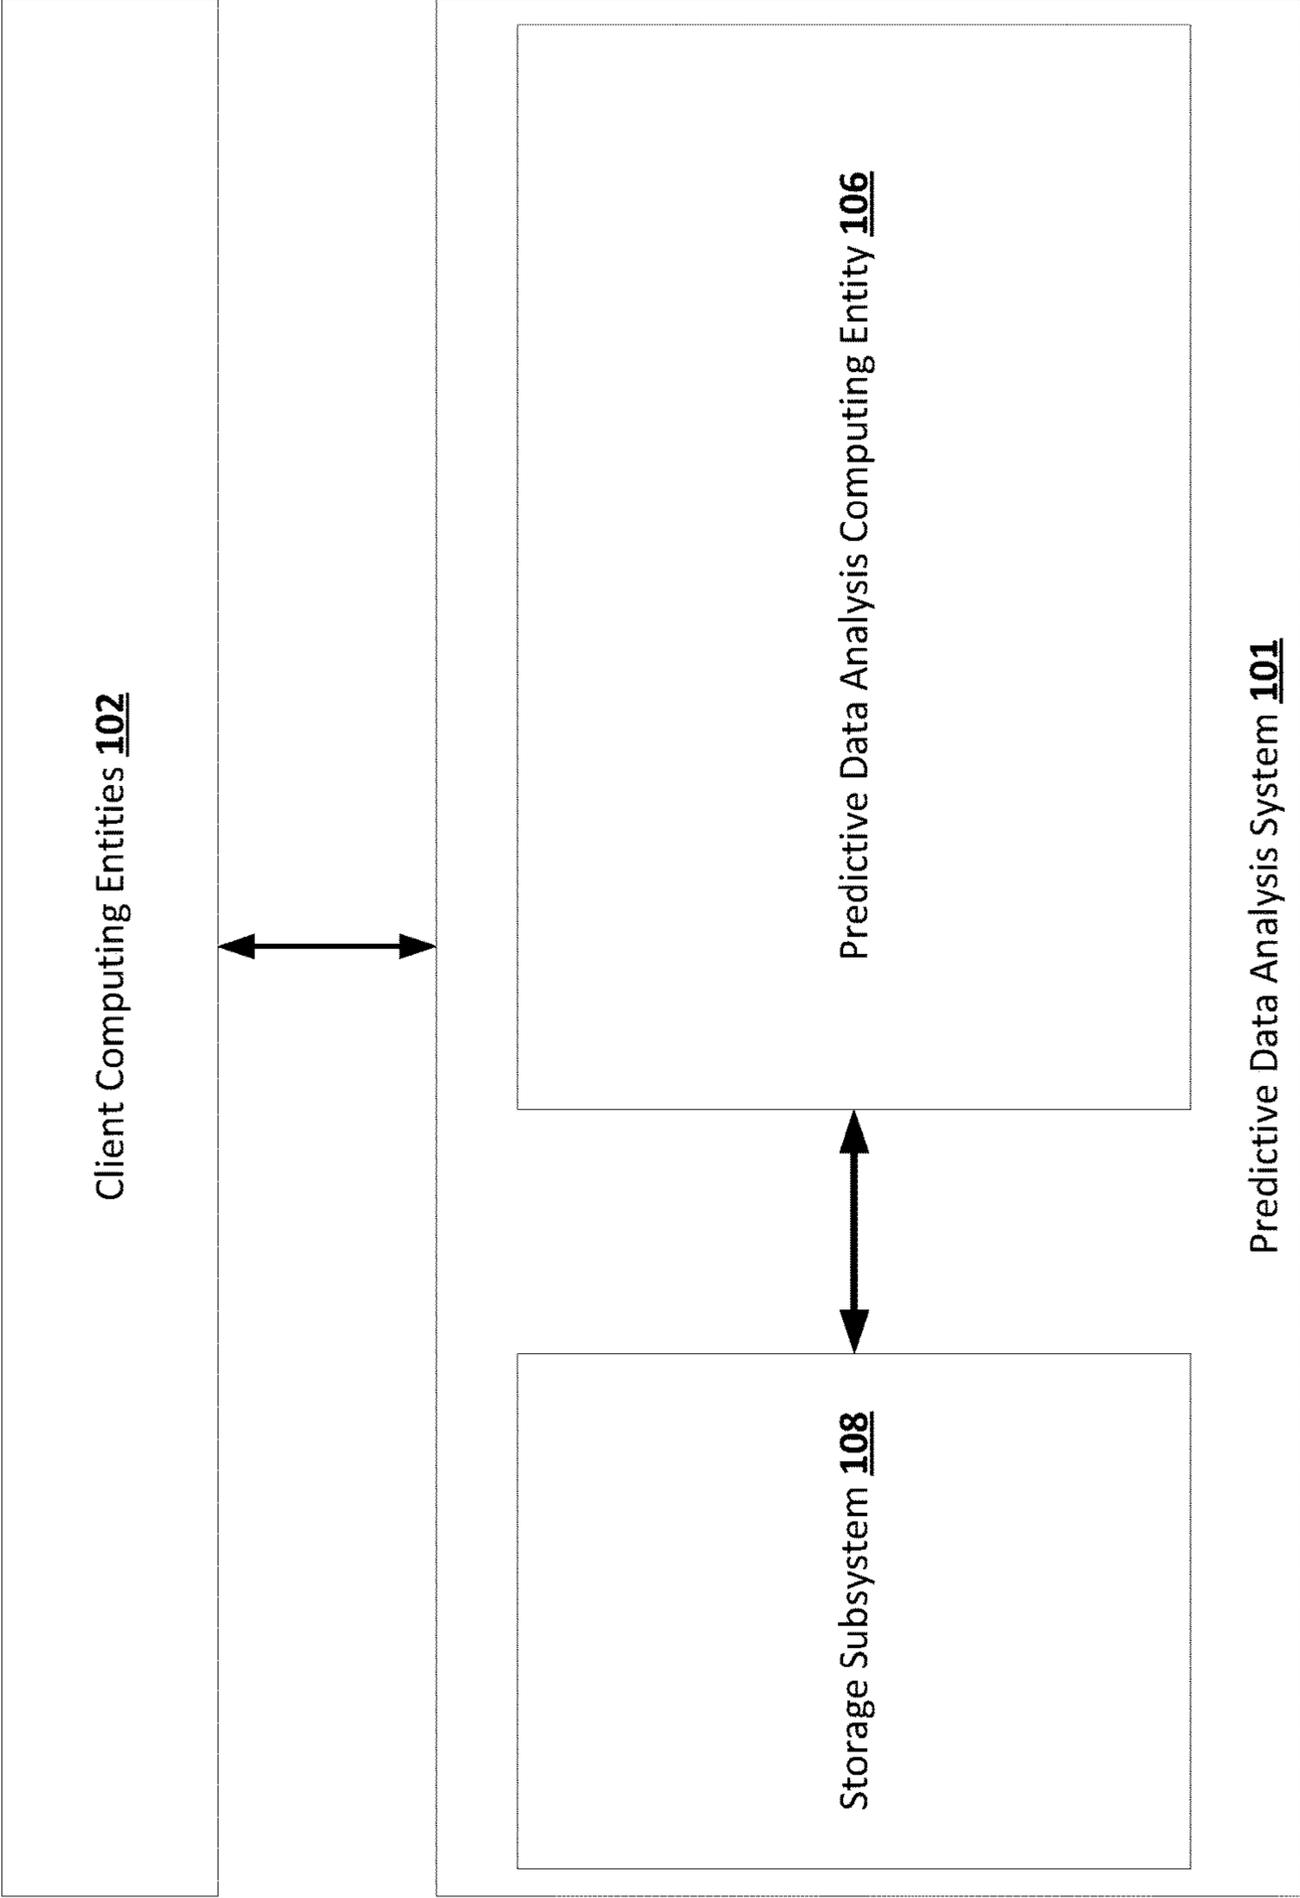 Client Computing Entities 102
Storage Subsystem 108
Predictive Data Analysis Computing Entity 106
Predictive Data Analysis System 101